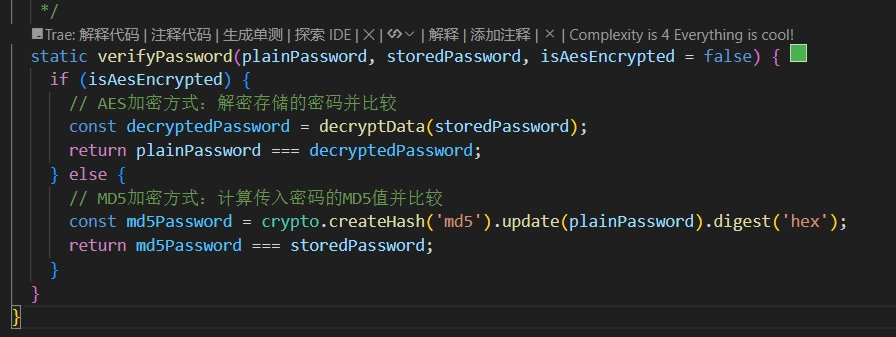 */
Trae: 解释代码 | 注释代码 | 生成单测 | 探索 IDE | × | | 解释 | 添加注释 | × | Complexity is 4 Everything is cool!
static verifyPassword(plainPassword, storedPassword, isAesEncrypted = false) {
if (isAesEncrypted) {
// AES加密方式：解密存储的密码并比较
const decryptedPassword = decryptData(storedPassword);
return plainPassword === decryptedPassword;
} else {
// MD5加密方式：计算传入密码的MD5值并比较
const md5Password = crypto.createHash('md5').update(plainPassword).digest('hex');
return md5Password === storedPassword;
}
}
}